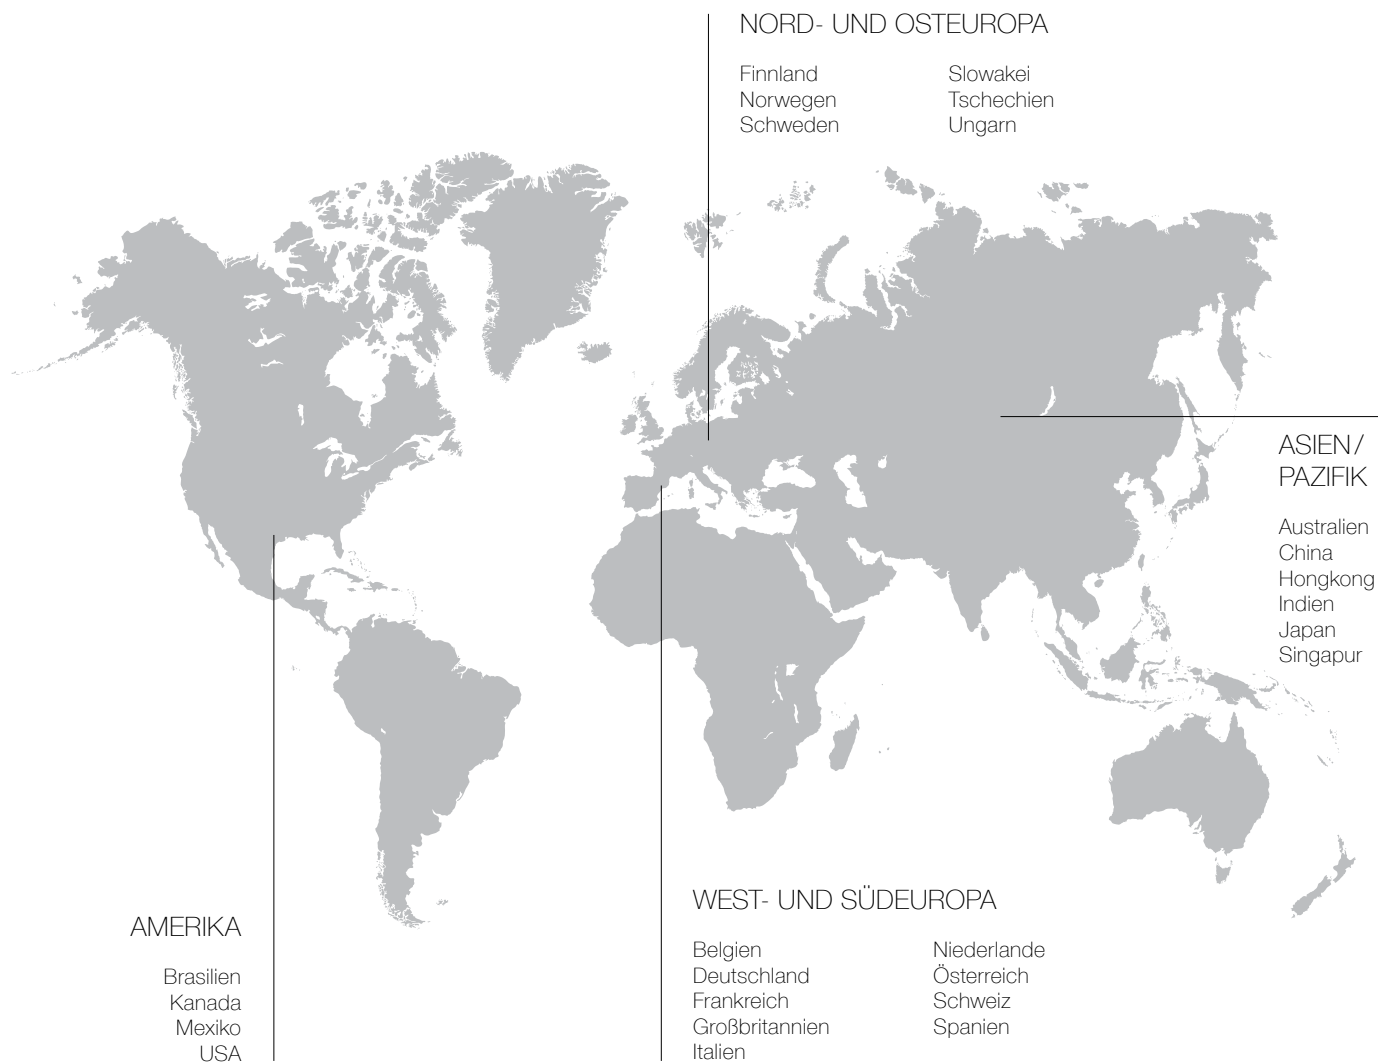 NORD- UND OSTEUROPA
Finnland
Norwegen
Schweden
Slowakei
Tschechien
Ungarn
ASIEN/
PAZIFIK
Australien
China
Hongkong
Indien
Japan
Singapur
WEST- UND SÜDEUROPA
Belgien
Deutschland
Frankreich
Großbritannien
Italien
Niederlande
Österreich
Schweiz
Spanien
AMERIKA
Brasilien
Kanada
Mexiko
USA